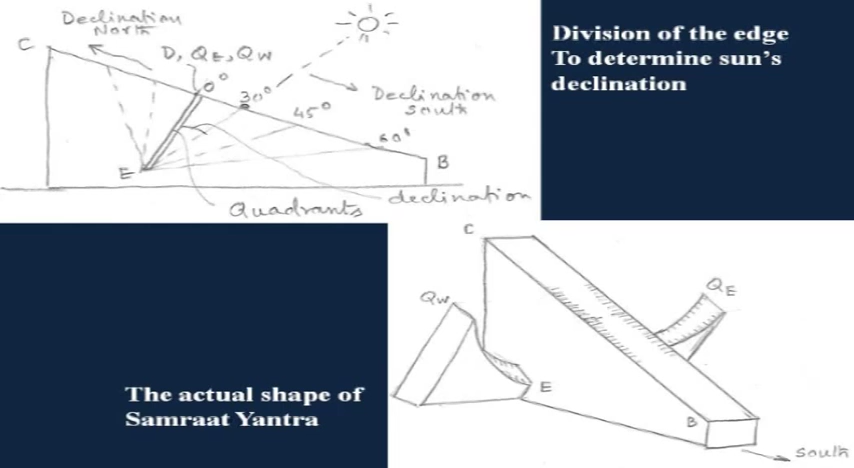 Declination
North
C
D, QE, QW
0°
30°
45°
60°
Declination
South
B
E
Quadrants
declination
Division of the edge
To determine sun's
declination
The actual shape of
Samraat Yantra
C
QW
QE
E
B
South